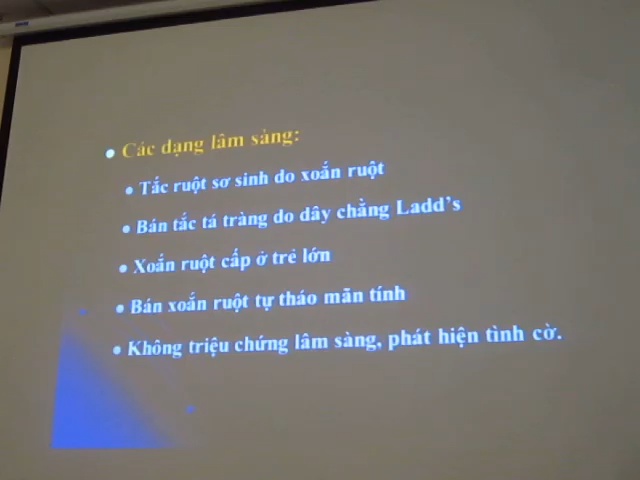 • Các dạng lâm sàng:
• Tắc ruột sơ sinh do xoắn ruột
• Bán tắc tá tràng do dây chằng Ladd's
• Xoắn ruột cấp ở trẻ lớn
• Bán xoắn ruột tự tháo mãn tính
• Không triệu chứng lâm sàng, phát hiện tình cờ.